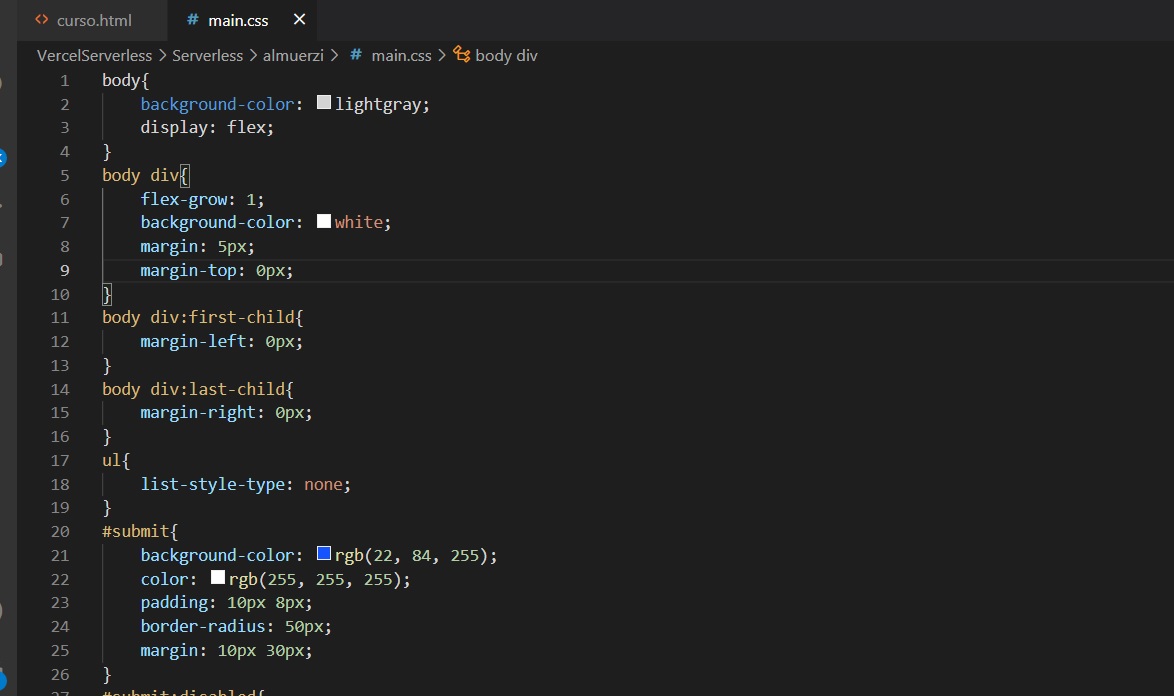 curso.html
# main.css ×
VercelServerless > Serverless > almuerzi > # main.css > body div
1 body{
2 background-color: lightgray;
3 display: flex;
4 }
5 body div{
6 flex-grow: 1;
7 background-color: white;
8 margin: 5px;
9 margin-top: 0px;
10 }
11 body div:first-child{
12 margin-left: 0px;
13 }
14 body div:last-child{
15 margin-right: 0px;
16 }
17 ul{
18 list-style-type: none;
19 }
20 #submit{
21 background-color: rgb(22, 84, 255);
22 color: rgb(255, 255, 255);
23 padding: 10px 8px;
24 border-radius: 50px;
25 margin: 10px 30px;
26 }
27 #submit:disabled{